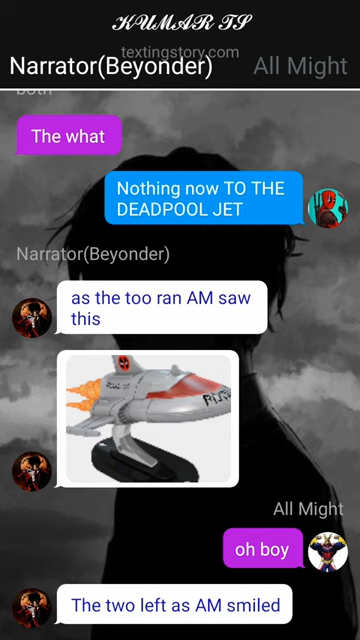 𝒦𝒰𝑀𝒜𝑅 𝒯𝒮
textingstory.com
Narrator(Beyonder) All Might
both
The what
Nothing now TO THE
DEADPOOL JET
Narrator(Beyonder)
as the too ran AM saw
this
All Might
oh boy
The two left as AM smiled